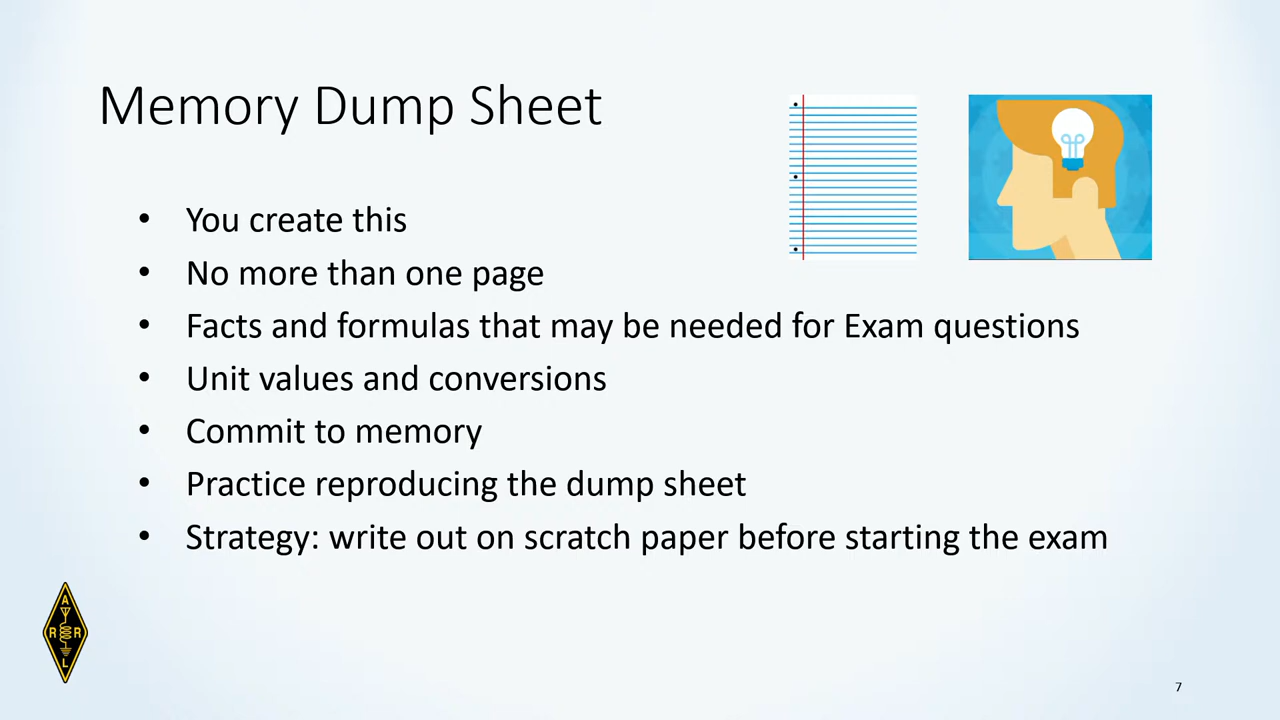 Memory Dump Sheet
• You create this
• No more than one page
• Facts and formulas that may be needed for Exam questions
• Unit values and conversions
• Commit to memory
• Practice reproducing the dump sheet
• Strategy: write out on scratch paper before starting the exam
A
R R
L
7